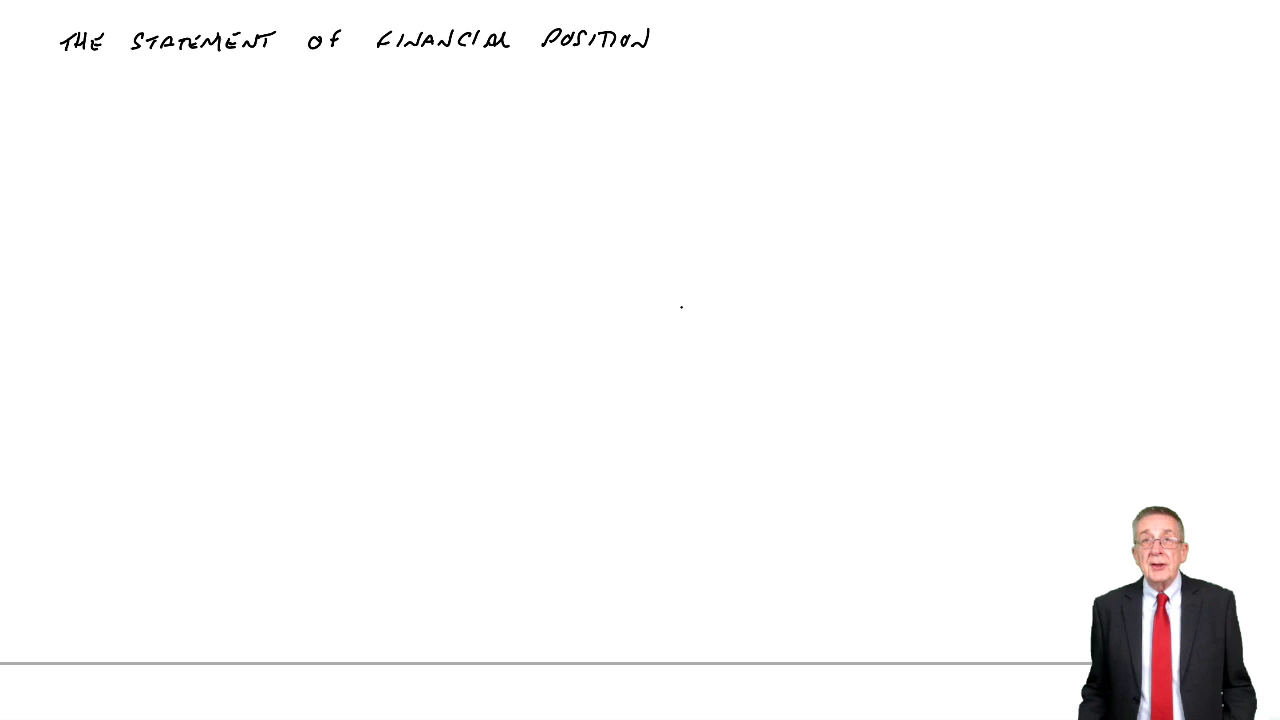 THE STATEMENT OF FINANCIAL POSITION